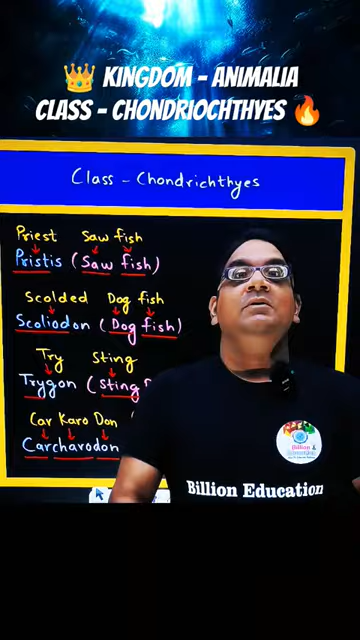 👑 KINGDOM - ANIMALIA
CLASS - CHONDRIOCHTHYES 🔥
Class - Chondrichthyes
Priest Saw fish
Pristis (Saw fish)
Scolded Dog fish
Scoliodon (Dog fish)
Try Sting
Trygon (Sting
Car Karo Don
Carcharodon
Billion
Billion Education